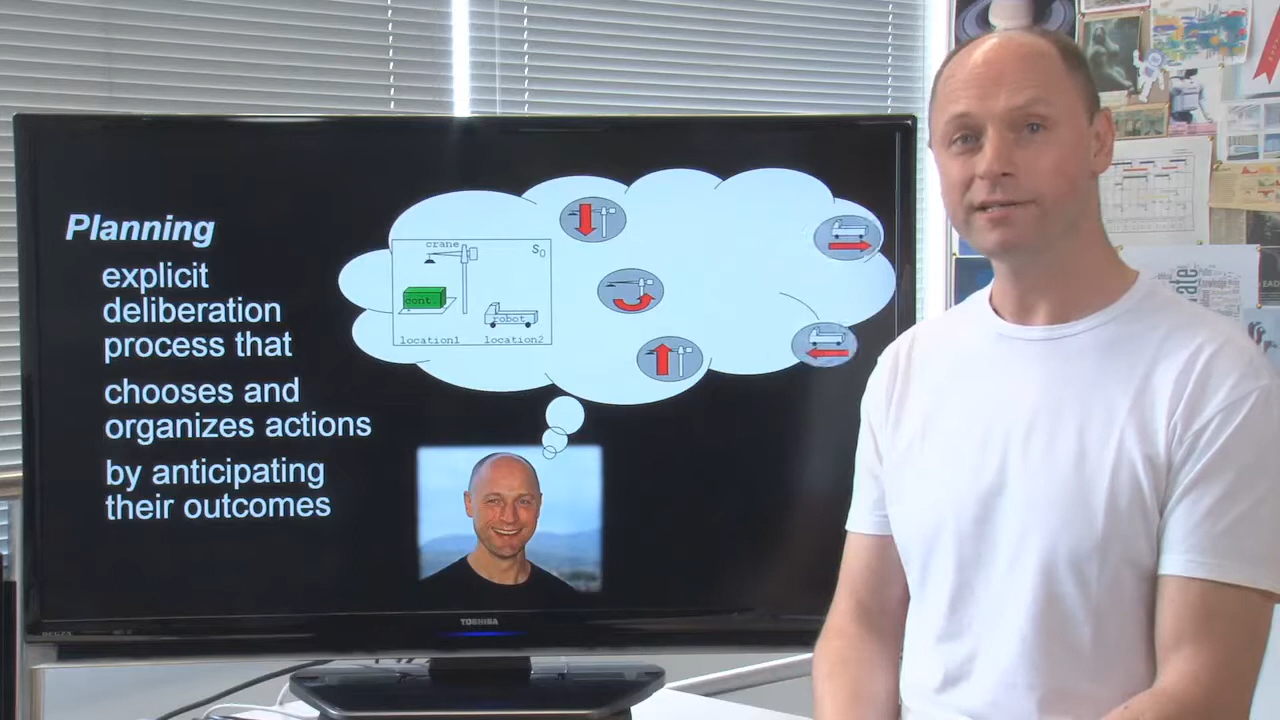 Planning
explicit
deliberation
process that
chooses and
organizes actions
by anticipating
their outcomes
crane
s0
cont.
robot
location1
location2
TOSHIBA
REGZA